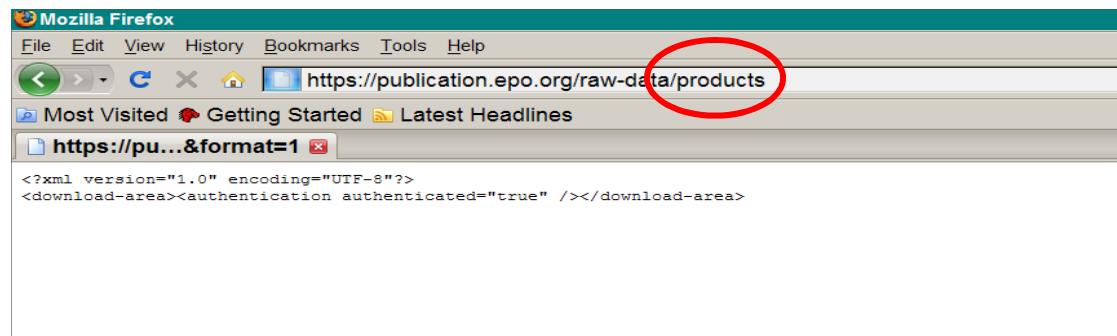 Mozilla Firefox
File Edit View History Bookmarks Tools Help
https://publication.epo.org/raw-data/products
Most Visited Getting Started Latest Headlines
https://pu...&format=1
<?xml version="1.0" encoding="UTF-8"?>
<download-area><authentication authenticated="true" /></download-area>